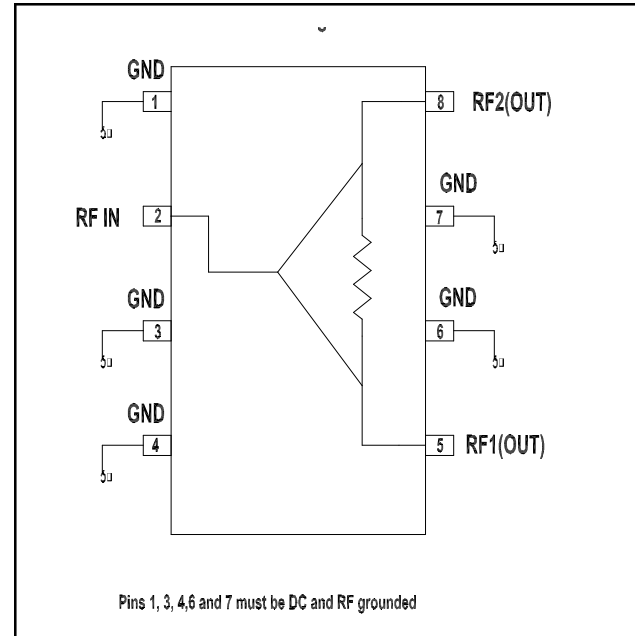 GND
1
RF IN
2
GND
3
GND
4
8
RF2(OUT)
GND
7
GND
6
5
RF1(OUT)
Pins 1, 3, 4,6 and 7 must be DC and RF grounded